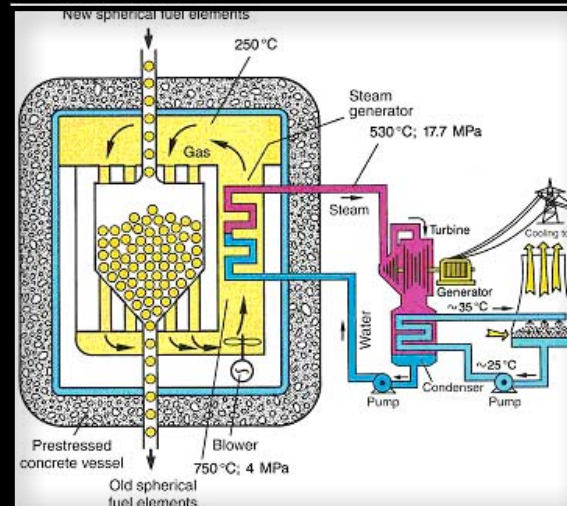 New spherical fuel elements
250 °C
Steam
generator
530 °C; 17.7 MPa
Gas
Steam
Turbine
Cooling to
Generator
~35 °C
Water
~25 °C
Condenser
Pump
Pump
Prestressed
concrete vessel
Blower
750 °C; 4 MPa
Old spherical
fuel elements